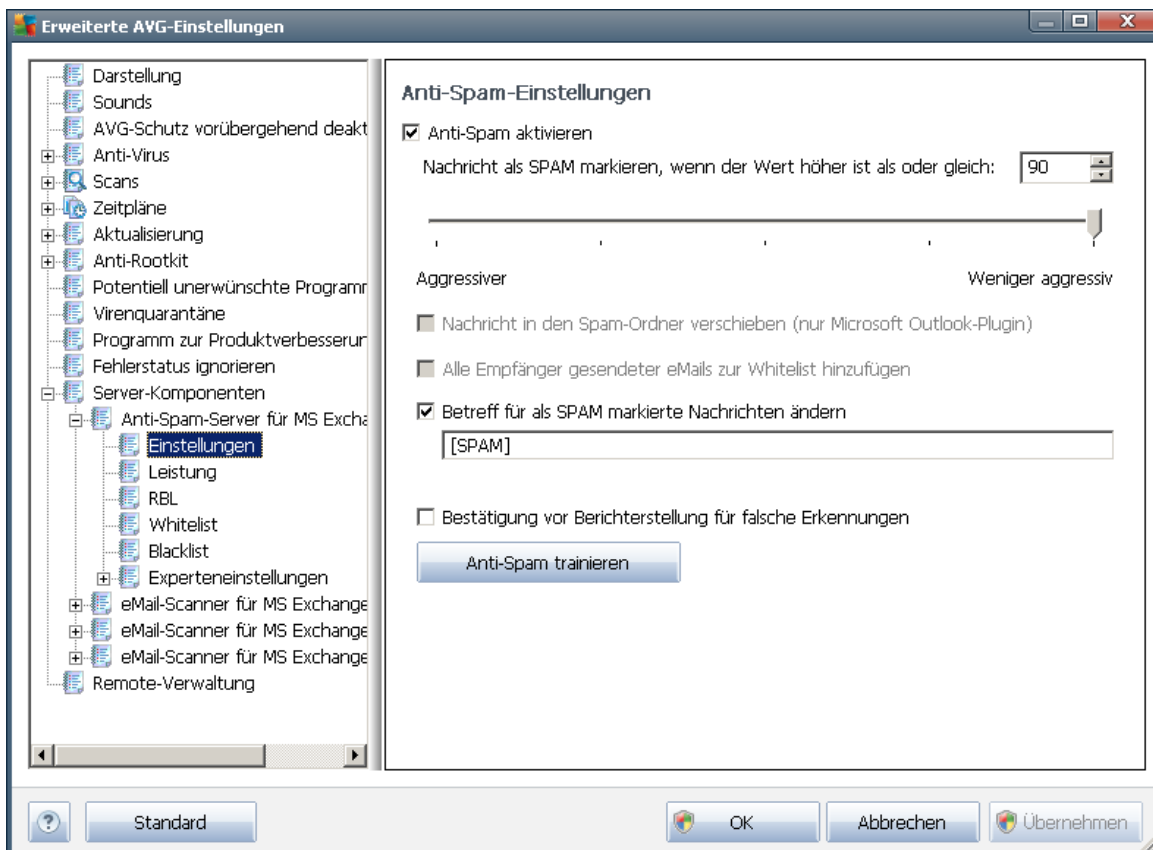 Erweiterte AVG-Einstellungen
Darstellung
Sounds
AVG-Schutz vorübergehend deakt
Anti-Virus
Scans
Zeitpläne
Aktualisierung
Anti-Rootkit
Potentiell unerwünschte Programm
Virenquarantäne
Programm zur Produktverbesserun
Fehlerstatus ignorieren
Server-Komponenten
Anti-Spam-Server für MS Excha
Einstellungen
Leistung
RBL
Whitelist
Blacklist
Experteneinstellungen
eMail-Scanner für MS Exchange
eMail-Scanner für MS Exchange
eMail-Scanner für MS Exchange
Remote-Verwaltung
Anti-Spam-Einstellungen
Anti-Spam aktivieren
Nachricht als SPAM markieren, wenn der Wert höher ist als oder gleich: 90
Aggressiver Weniger aggressiv
Nachricht in den Spam-Ordner verschieben (nur Microsoft Outlook-Plugin)
Alle Empfänger gesendeter eMails zur Whitelist hinzufügen
Betreff für als SPAM markierte Nachrichten ändern
[SPAM]
Bestätigung vor Berichterstellung für falsche Erkennungen
Anti-Spam trainieren
? Standard OK Abbrechen Übernehmen